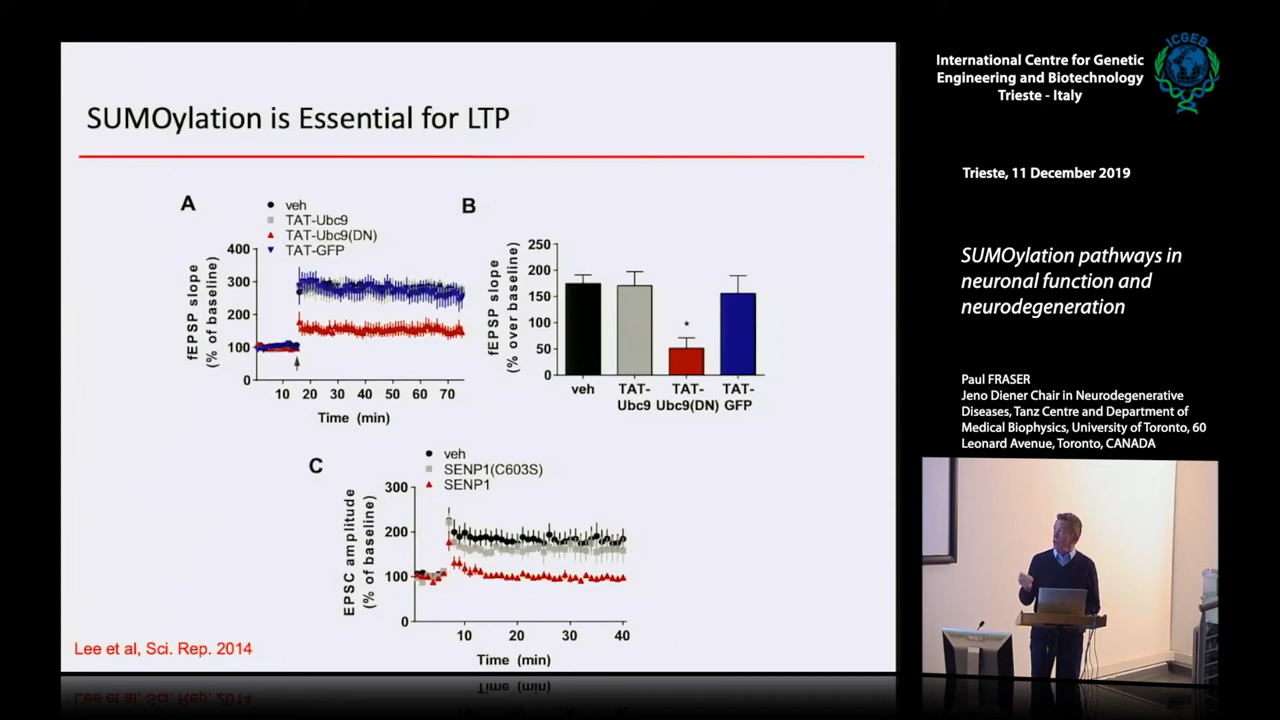 SUMOylation is Essential for LTP
A
veh
TAT-Ubc9
TAT-Ubc9(DN)
TAT-GFP
fEPSP slope
(% of baseline)
400
300
200
100
0
10 20 30 40 50 60 70
Time (min)
B
fEPSP slope
(% over baseline)
250
200
150
100
50
0
*
veh TAT- TAT- TAT-
Ubc9 Ubc9(DN) GFP
C
veh
SENP1(C603S)
SENP1
EPSC amplitude
(% of baseline)
300
200
100
0
10 20 30 40
Time (min)
Lee et al, Sci. Rep. 2014
International Centre for Genetic
Engineering and Biotechnology
Trieste - Italy
ICGEB
Trieste, 11 December 2019
SUMOylation pathways in
neuronal function and
neurodegeneration
Paul FRASER
Jeno Diener Chair in Neurodegenerative
Diseases, Tanz Centre and Department of
Medical Biophysics, University of Toronto, 60
Leonard Avenue, Toronto, CANADA